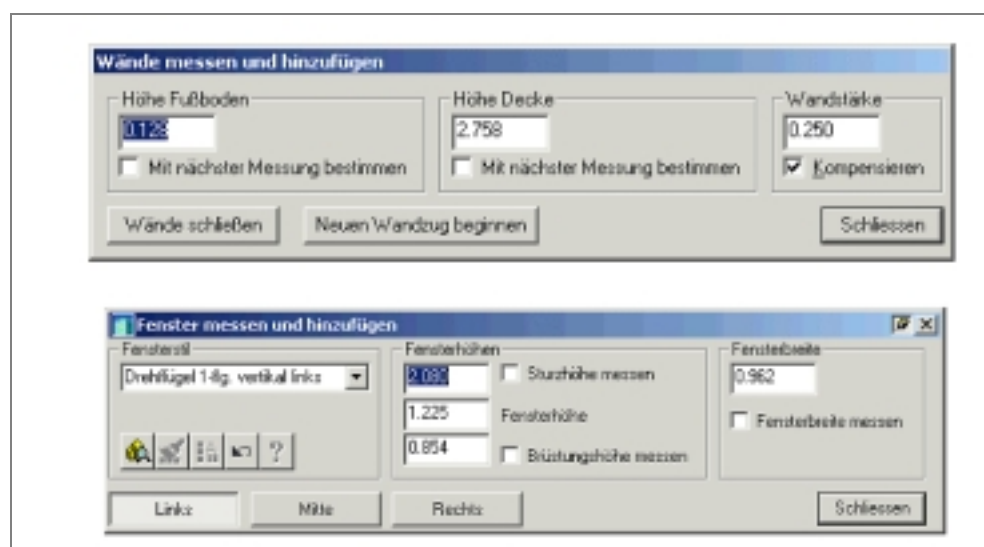 Wände messen und hinzufügen
Höhe Fußboden Höhe Decke Wandstärke
0.128 2.758 0.250
Mit nächster Messung bestimmen Mit nächster Messung bestimmen Kompensieren
Wände schließen Neuen Wandzug beginnen Schliessen
Fenster messen und hinzufügen
Fensterstil Fensterhöhen Fensterbreite
Drehflügel 1-flg. vertikal links Sturzhöhe messen 0.962
1.225 Fensterhöhe Fensterbreite messen
0.854 Brüstungshöhe messen
?
Links Mitte Rechts Schliessen